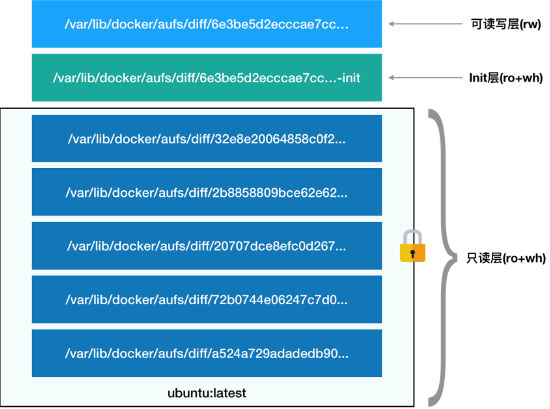 /var/lib/docker/aufs/diff/6e3be5d2ecccae7cc...
可读写层(rw)
/var/lib/docker/aufs/diff/6e3be5d2ecccae7cc...-init
Init层(ro+wh)
/var/lib/docker/aufs/diff/32e8e20064858c0f2...
/var/lib/docker/aufs/diff/2b8858809bce62e62...
/var/lib/docker/aufs/diff/20707dce8efc0d267...
只读层(ro+wh)
/var/lib/docker/aufs/diff/72b0744e06247c7d0...
/var/lib/docker/aufs/diff/a524a729adadedb90...
ubuntu:latest